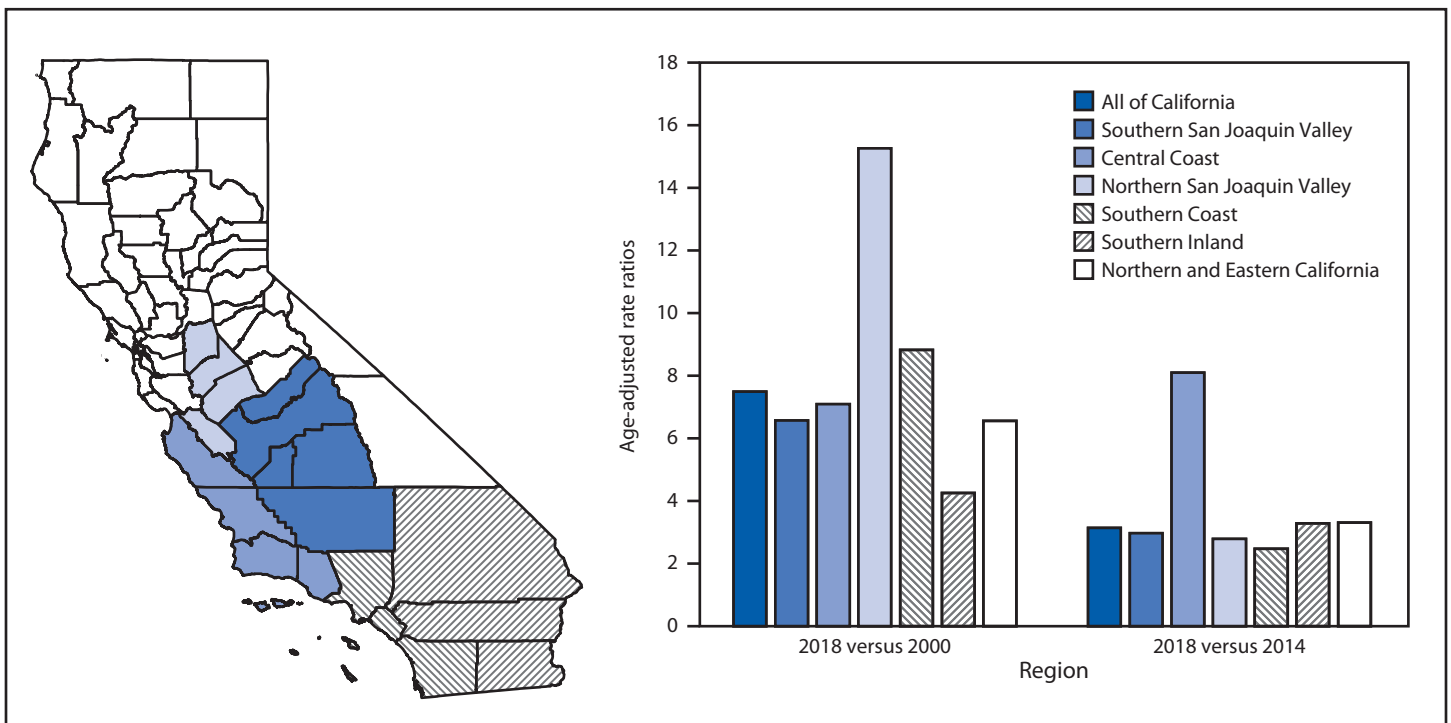 Age-adjusted rate ratios
18
16
14
12
10
8
6
4
2
0
All of California
Southern San Joaquin Valley
Central Coast
Northern San Joaquin Valley
Southern Coast
Southern Inland
Northern and Eastern California
2018 versus 2000
2018 versus 2014
Region